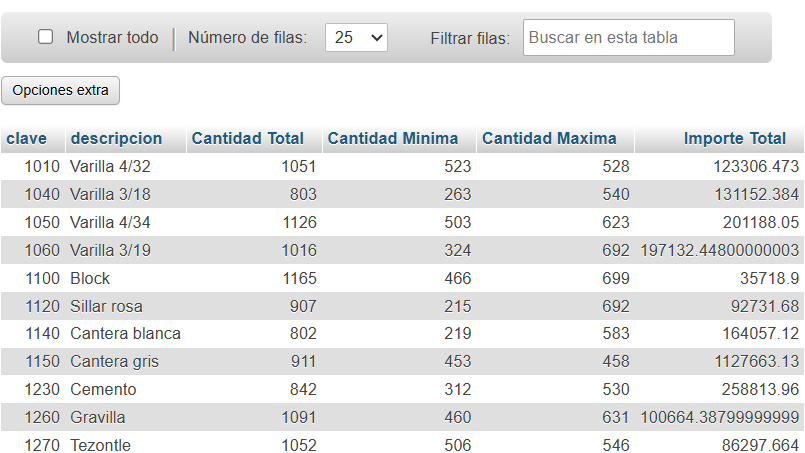 Mostrar todo | Número de filas: 25 Filtrar filas: Buscar en esta tabla
Opciones extra
clave descripcion Cantidad Total Cantidad Minima Cantidad Maxima Importe Total
1010 Varilla 4/32 1051 523 528 123306.473
1040 Varilla 3/18 803 263 540 131152.384
1050 Varilla 4/34 1126 503 623 201188.05
1060 Varilla 3/19 1016 324 692 197132.44800000003
1100 Block 1165 466 699 35718.9
1120 Sillar rosa 907 215 692 92731.68
1140 Cantera blanca 802 219 583 164057.12
1150 Cantera gris 911 453 458 1127663.13
1230 Cemento 842 312 530 258813.96
1260 Gravilla 1091 460 631 100664.38799999999
1270 Tezontle 1052 506 546 86297.664